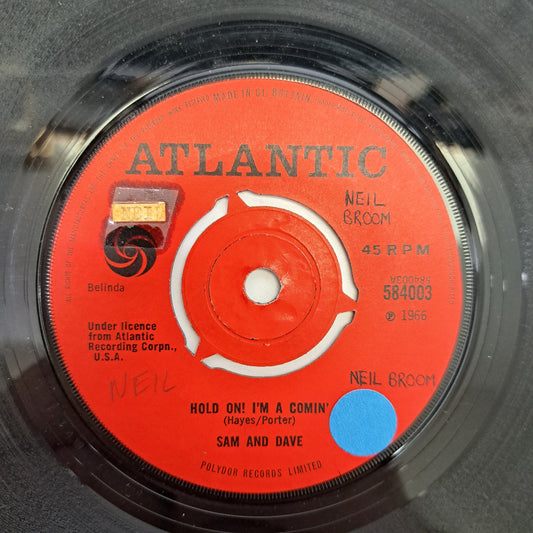 MADE IN GT. BRITAIN
ATLANTIC
NEIL
BROOM
45 RPM
584003A
584003
℗ 1966
Belinda
Under licence
from Atlantic
Recording Corpn.,
U.S.A.
NEIL
NEIL BROOM
HOLD ON! I'M A COMIN'
(Hayes/Porter)
SAM AND DAVE
POLYDOR RECORDS LIMITED